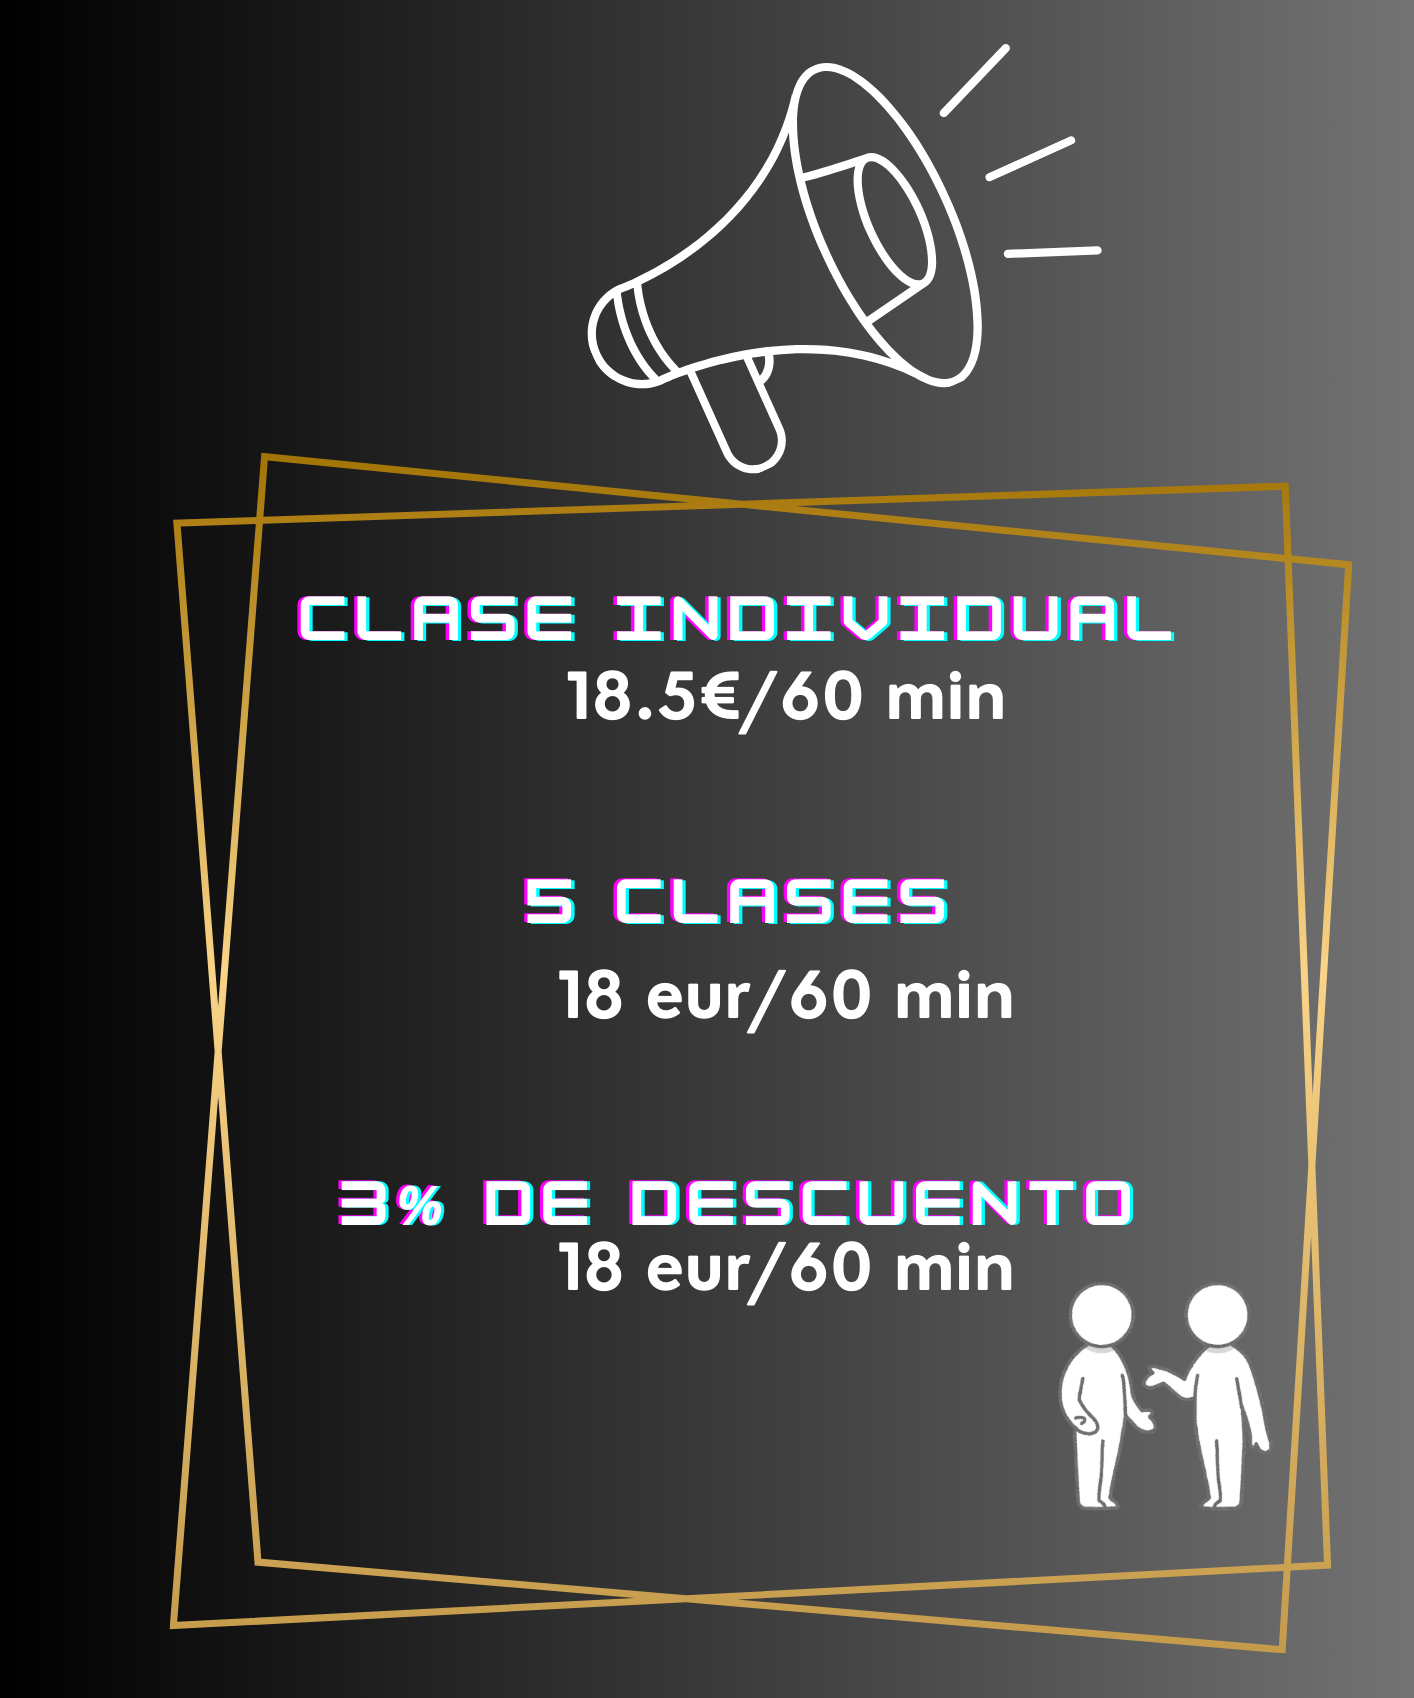 CLASE INDIVIDUAL
18.5€/60 min
5 CLASES
18 eur/60 min
3% DE DESCUENTO
18 eur/60 min